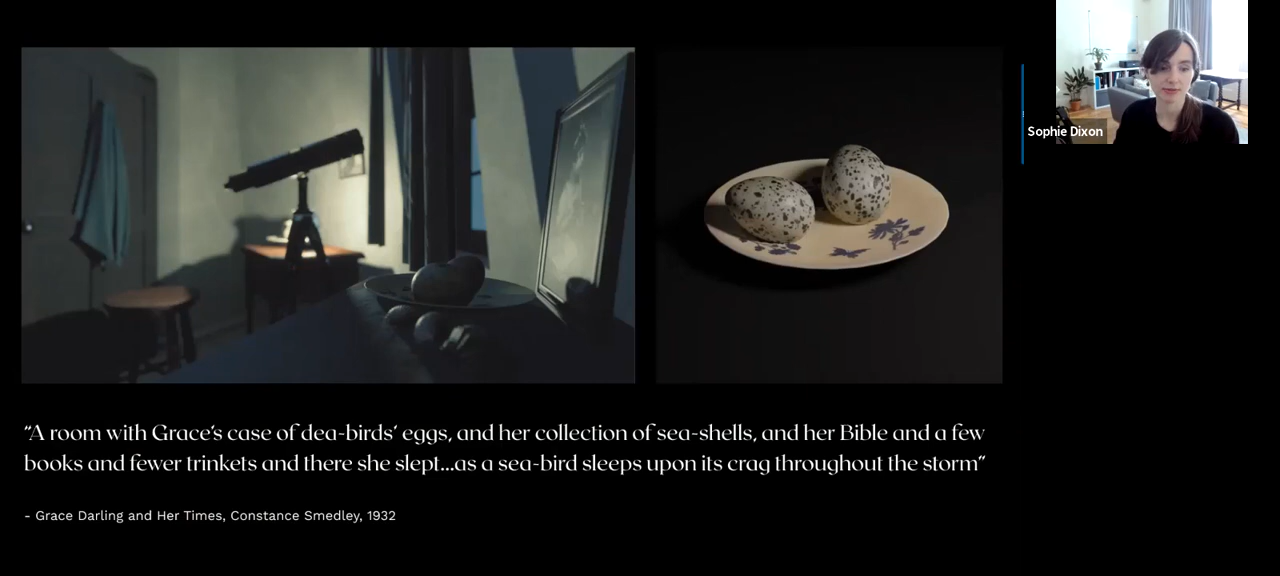 Sophie Dixon
“A room with Grace’s case of dea-birds’ eggs, and her collection of sea-shells, and her Bible and a few
books and fewer trinkets and there she slept...as a sea-bird sleeps upon its crag throughout the storm”
- Grace Darling and Her Times, Constance Smedley, 1932